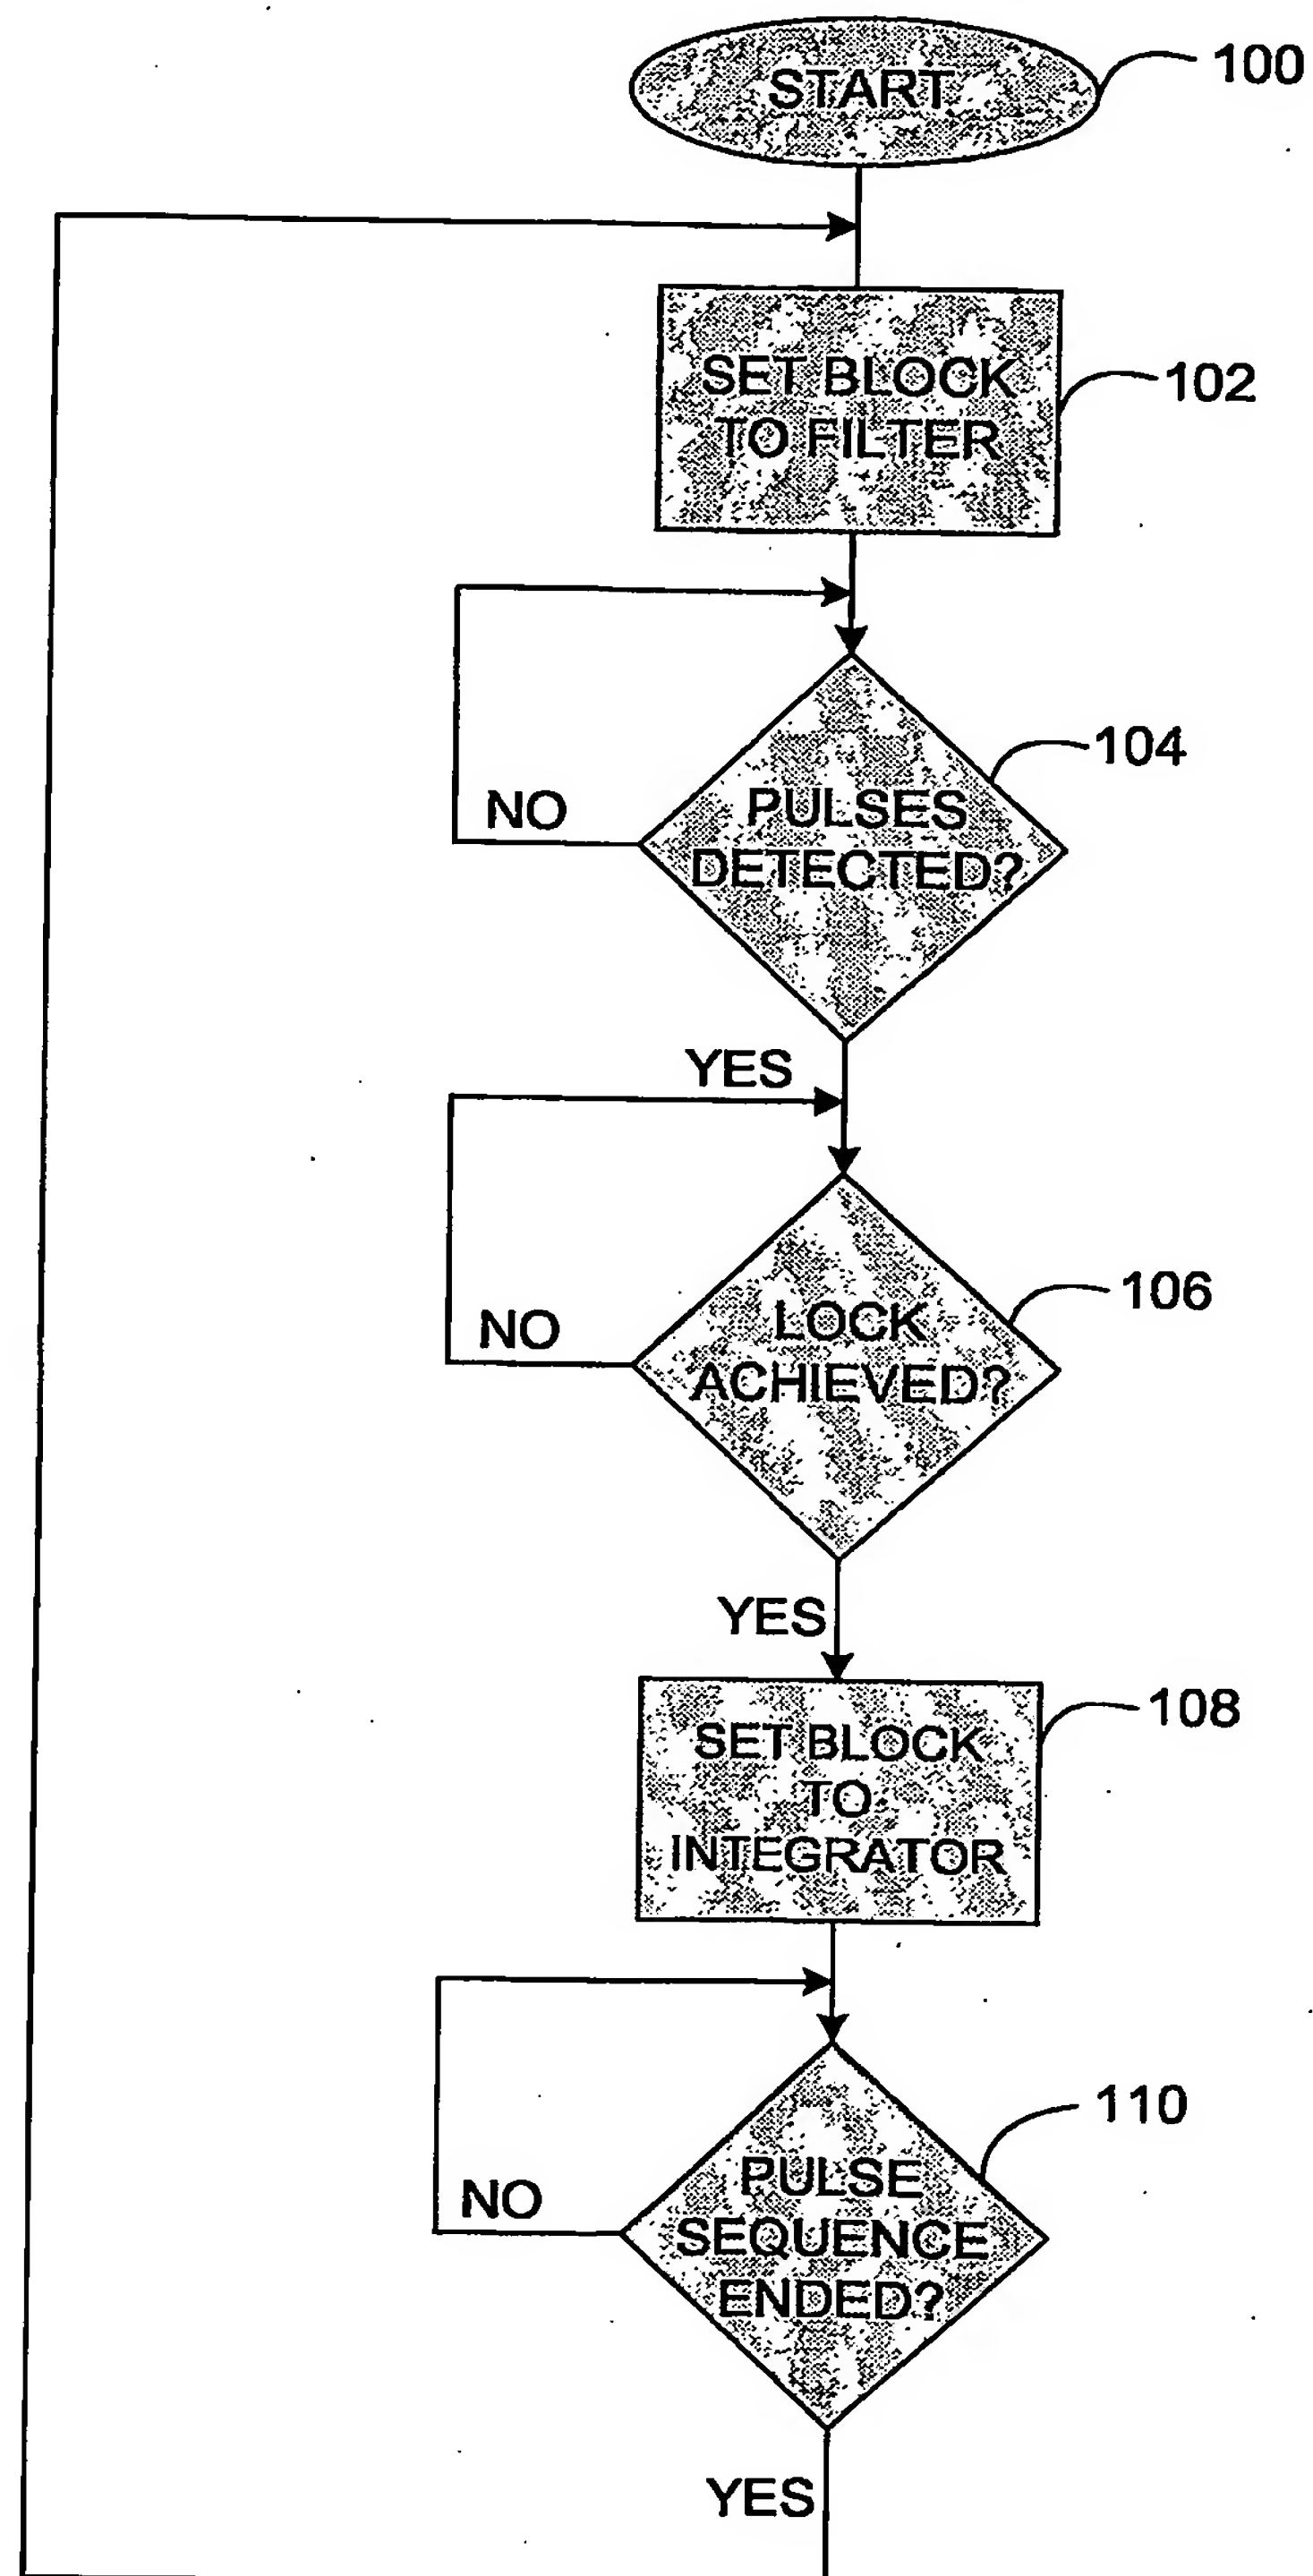 START
100
SET BLOCK
TO FILTER
102
104
PULSES
DETECTED?
NO
YES
106
LOCK
ACHIEVED?
NO
YES
108
SET BLOCK
TO
INTEGRATOR
110
PULSE
SEQUENCE
ENDED?
NO
YES